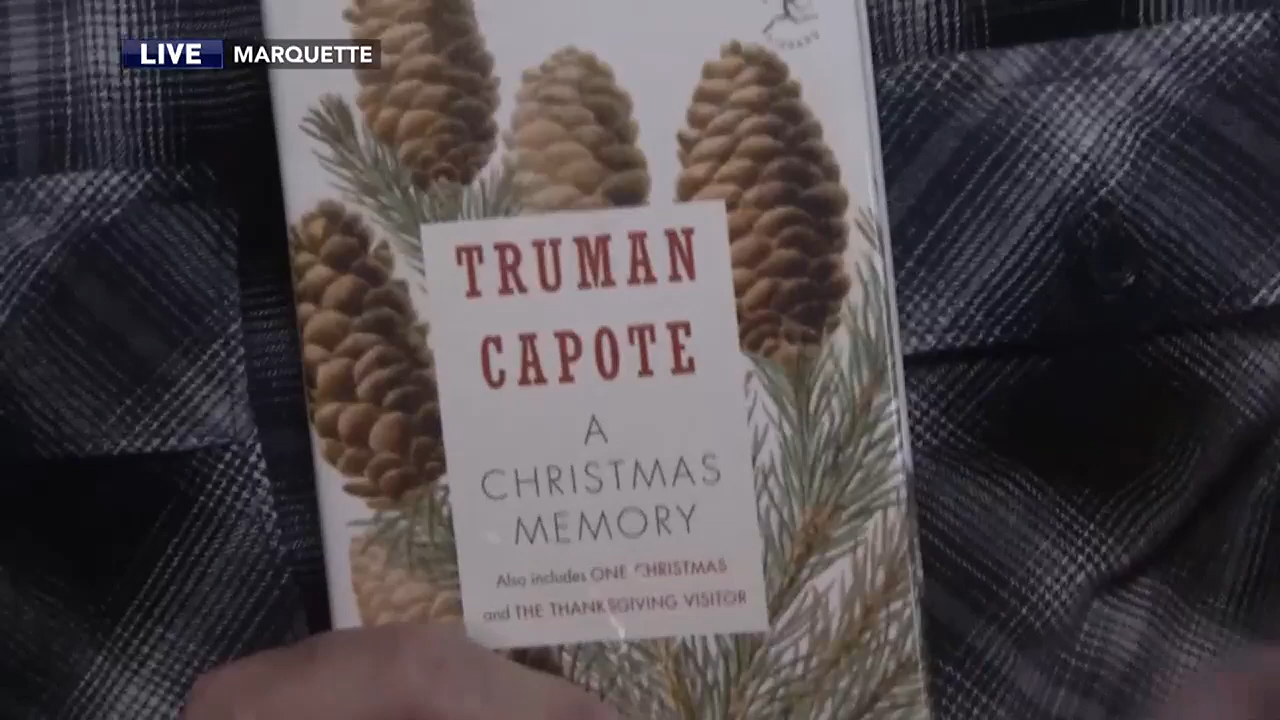 LIVE MARQUETTE
TRUMAN
CAPOTE
A
CHRISTMAS
MEMORY
Also includes ONE CHRISTMAS
and THE THANKSGIVING VISITOR